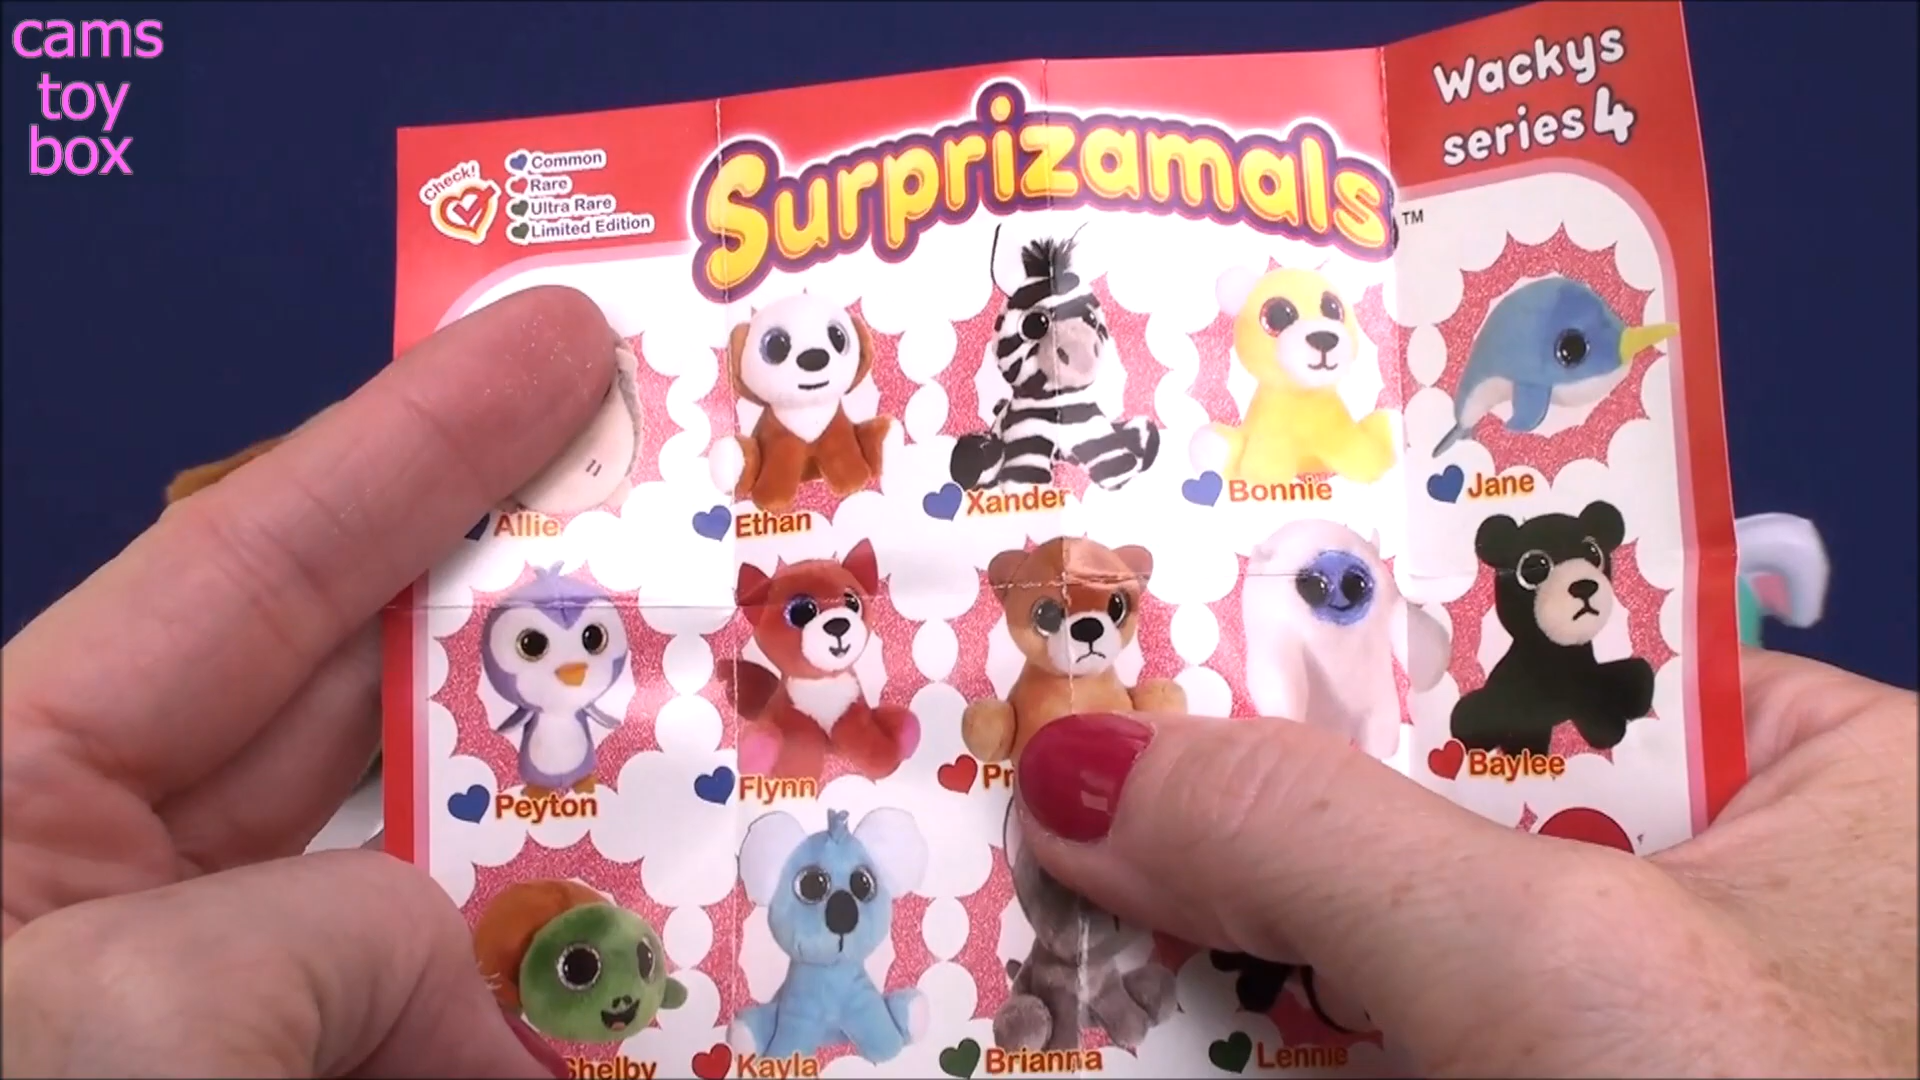 cams
toy
box
Wackys
series 4
Check!
Common
Rare
Ultra Rare
Limited Edition
Surprizamals TM
Allie
Ethan
Xander
Bonnie
Jane
Peyton
Flynn
Baylee
Shelby
Kayla
Brianna
Lennie